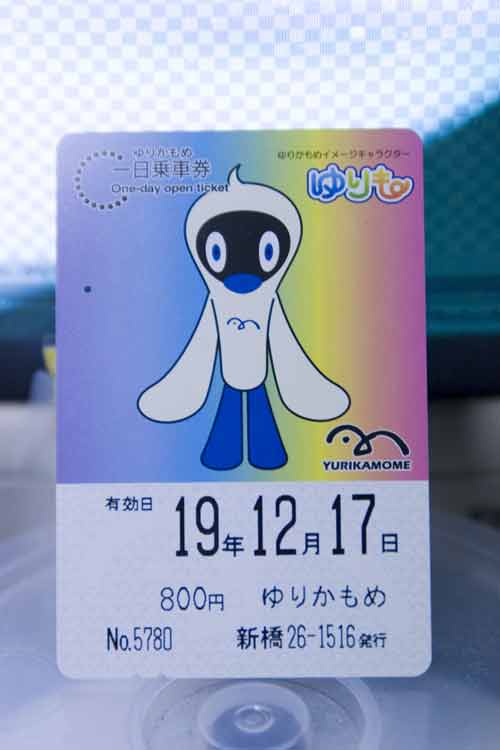 ゆりかもめ
一日乗車券
One-day open ticket
ゆりかもめイメージキャラクター
ゆりも
YURIKAMOME
有効日 19年12月17日
800円 ゆりかもめ
No.5780 新橋26-1516発行